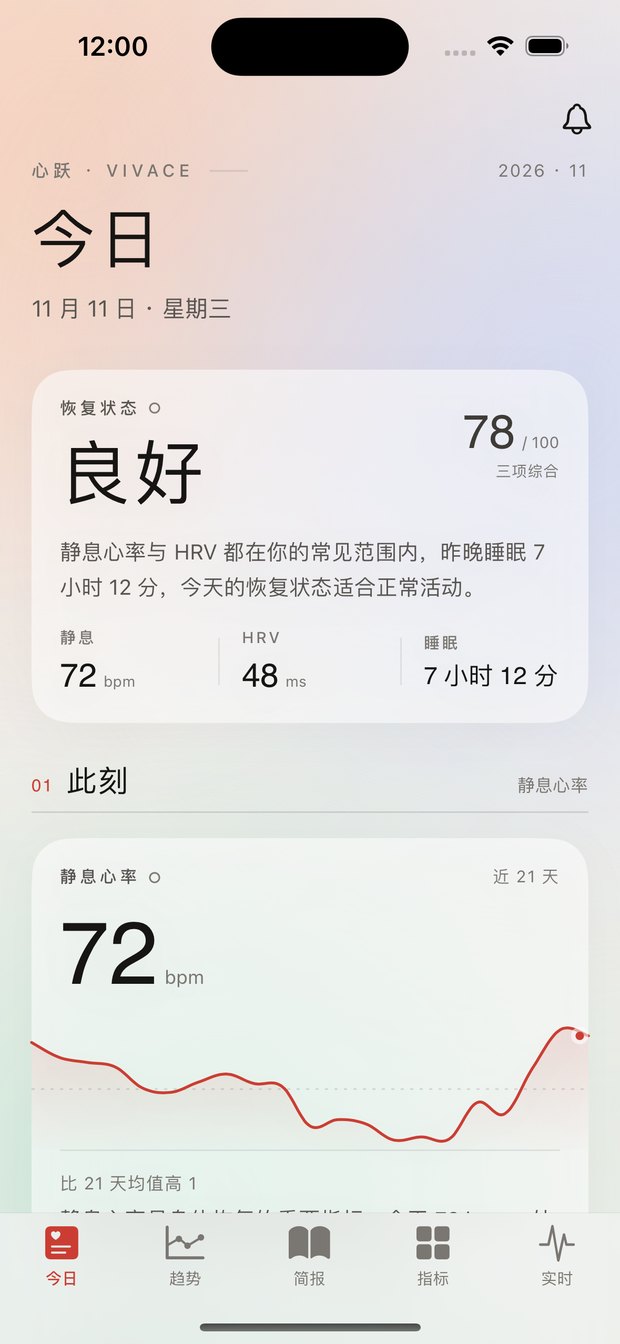 12:00
心跃 · VIVACE
2026 · 11
今日
11 月 11 日 · 星期三
恢复状态
78 / 100
三项综合
良好
静息心率与 HRV 都在你的常见范围内，昨晚睡眠 7
小时 12 分，今天的恢复状态适合正常活动。
静息
HRV
睡眠
72 bpm
48 ms
7 小时 12 分
01 此刻
静息心率
静息心率
近 21 天
72 bpm
比 21 天均值高 1
今日
趋势
简报
指标
实时